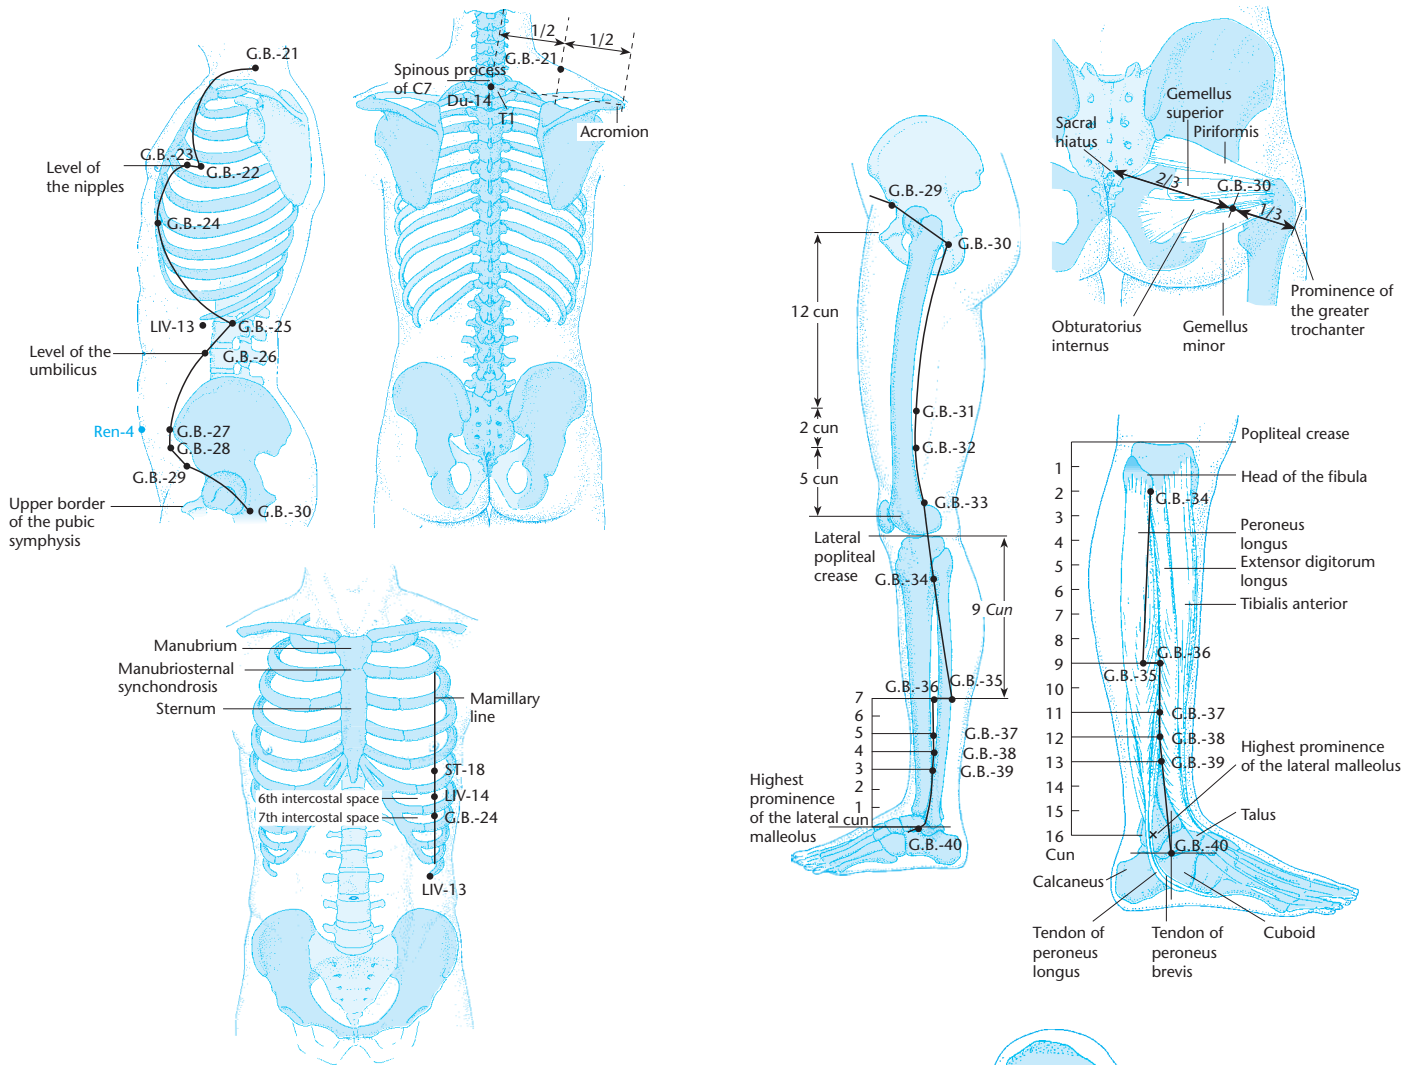 G.B.-21
G.B.-23
G.B.-22
Level of
the nipples
G.B.-24
LIV-13
G.B.-25
Level of the
umbilicus
G.B.-26
Ren-4
G.B.-27
G.B.-28
G.B.-29
Upper border
of the pubic
symphysis
G.B.-30
1/2
1/2
G.B.-21
Spinous process
of C7
Du-14
T1
Acromion
Manubrium
Manubriosternal
synchondrosis
Sternum
Mamillary
line
ST-18
6th intercostal space
LIV-14
7th intercostal space
G.B.-24
LIV-13
G.B.-29
G.B.-30
12 cun
G.B.-31
2 cun
G.B.-32
5 cun
G.B.-33
Lateral
popliteal
crease
G.B.-34
9 Cun
G.B.-36
G.B.-35
7
6
5
4
3
2
1
cun
G.B.-37
G.B.-38
G.B.-39
Highest
prominence
of the lateral
malleolus
G.B.-40
Gemellus
superior
Sacral
hiatus
Piriformis
2/3
G.B.-30
1/3
Prominence of
the greater
trochanter
Obturatorius
internus
Gemellus
minor
Popliteal crease
1
Head of the fibula
2
G.B.-34
3
Peroneus
longus
4
5
Extensor digitorum
longus
6
Tibialis anterior
7
8
G.B.-36
9
G.B.-35
10
11
G.B.-37
12
G.B.-38
Highest prominence
of the lateral malleolus
13
G.B.-39
14
15
Talus
16
Cun
G.B.-40
Calcaneus
Tendon of
peroneus
longus
Tendon of
peroneus
brevis
Cuboid